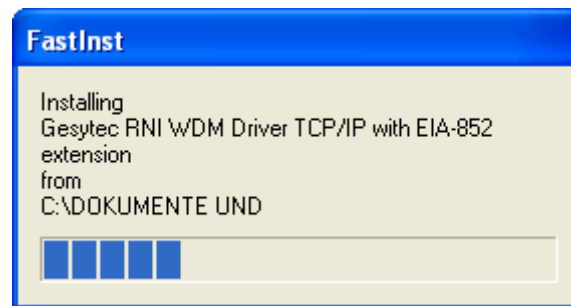 FastInst
Installing
Gesytec RNI WDM Driver TCP/IP with EIA-852
extension
from
C:\DOKUMENTE UND